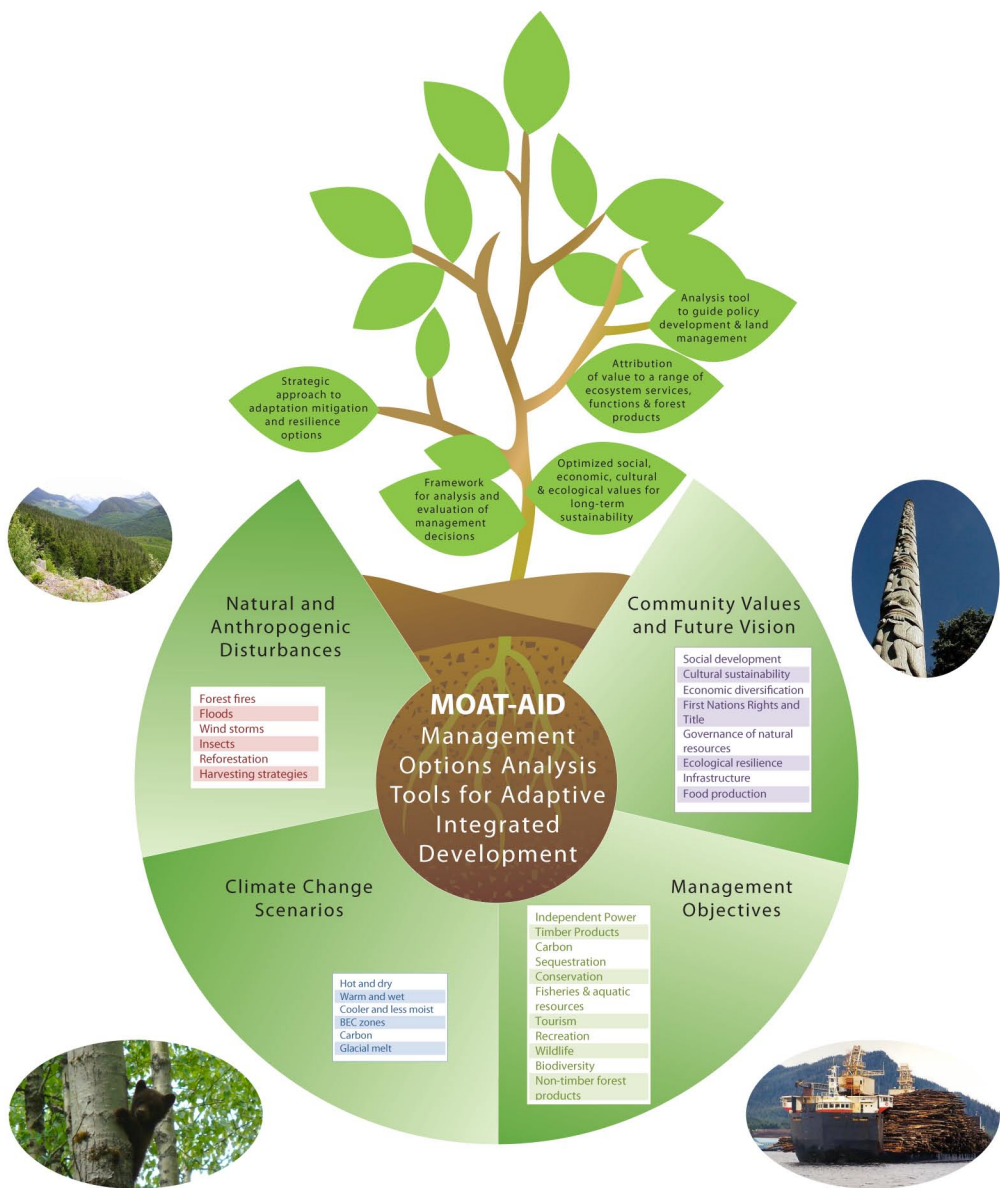 Analysis tool
to guide policy
development & land
management
Attribution
of value to a range of
ecosystem services,
functions & forest
products
Strategic
approach to
adaptation mitigation
and resilience
options
Optimized social,
economic, cultural
& ecological values for
long-term
sustainability
Framework
for analysis and
evaluation of
management
decisions
Natural and
Anthropogenic
Disturbances
Forest fires
Floods
Wind storms
Insects
Reforestation
Harvesting strategies
Community Values
and Future Vision
Social development
Cultural sustainability
Economic diversification
First Nations Rights and
Title
Governance of natural
resources
Ecological resilience
Infrastructure
Food production
MOAT-AID
Management
Options Analysis
Tools for Adaptive
Integrated
Development
Climate Change
Scenarios
Hot and dry
Warm and wet
Cooler and less moist
BEC zones
Carbon
Glacial melt
Management
Objectives
Independent Power
Timber Products
Carbon
Sequestration
Conservation
Fisheries & aquatic
resources
Tourism
Recreation
Wildlife
Biodiversity
Non-timber forest
products